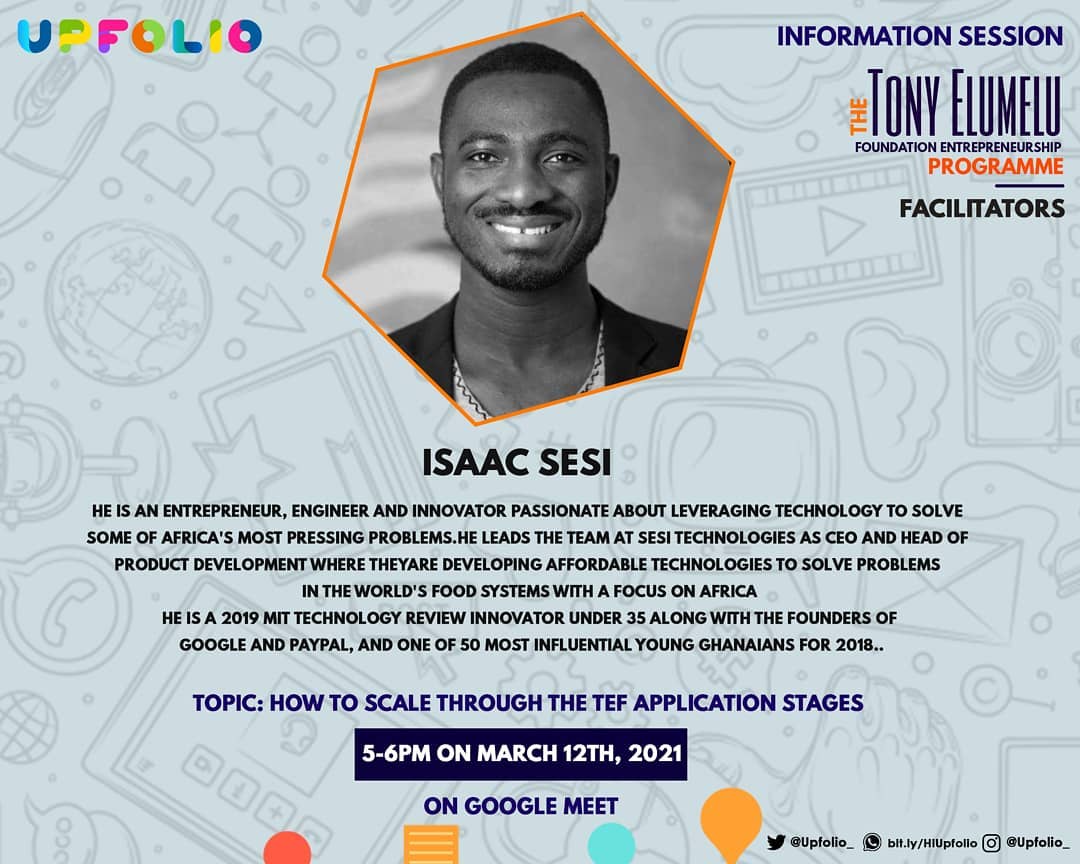 UPFOLIO
INFORMATION SESSION
THE TONY ELUMELU
FOUNDATION ENTREPRENEURSHIP
PROGRAMME
FACILITATORS
ISAAC SESI
HE IS AN ENTREPRENEUR, ENGINEER AND INNOVATOR PASSIONATE ABOUT LEVERAGING TECHNOLOGY TO SOLVE
SOME OF AFRICA'S MOST PRESSING PROBLEMS.HE LEADS THE TEAM AT SESI TECHNOLOGIES AS CEO AND HEAD OF
PRODUCT DEVELOPMENT WHERE THEYARE DEVELOPING AFFORDABLE TECHNOLOGIES TO SOLVE PROBLEMS
IN THE WORLD'S FOOD SYSTEMS WITH A FOCUS ON AFRICA
HE IS A 2019 MIT TECHNOLOGY REVIEW INNOVATOR UNDER 35 ALONG WITH THE FOUNDERS OF
GOOGLE AND PAYPAL, AND ONE OF 50 MOST INFLUENTIAL YOUNG GHANAIANS FOR 2018..
TOPIC: HOW TO SCALE THROUGH THE TEF APPLICATION STAGES
5-6PM ON MARCH 12TH, 2021
ON GOOGLE MEET
@Upfolio_ bit.ly/HIUpfolio @Upfolio_